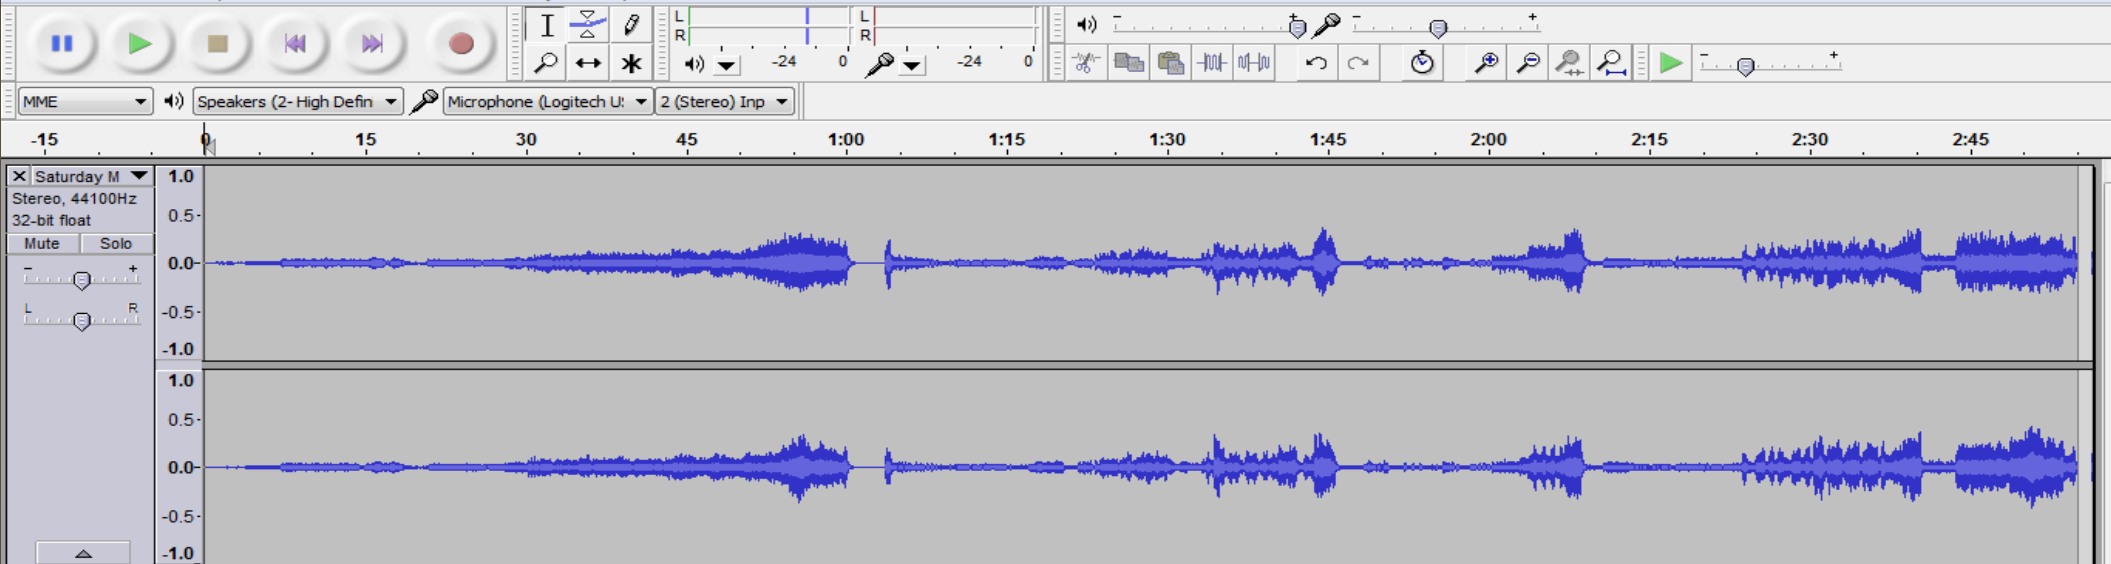 L
R
-24 0
L
R
-24 0
- +
- +
- +
MME
Speakers (2- High Defin
Microphone (Logitech U:
2 (Stereo) Inp
-15 0 15 30 45 1:00 1:15 1:30 1:45 2:00 2:15 2:30 2:45
X Saturday M
Stereo, 44100Hz
32-bit float
Mute Solo
- +
L R
1.0
0.5-
0.0-
-0.5-
-1.0
1.0
0.5-
0.0-
-0.5-
-1.0